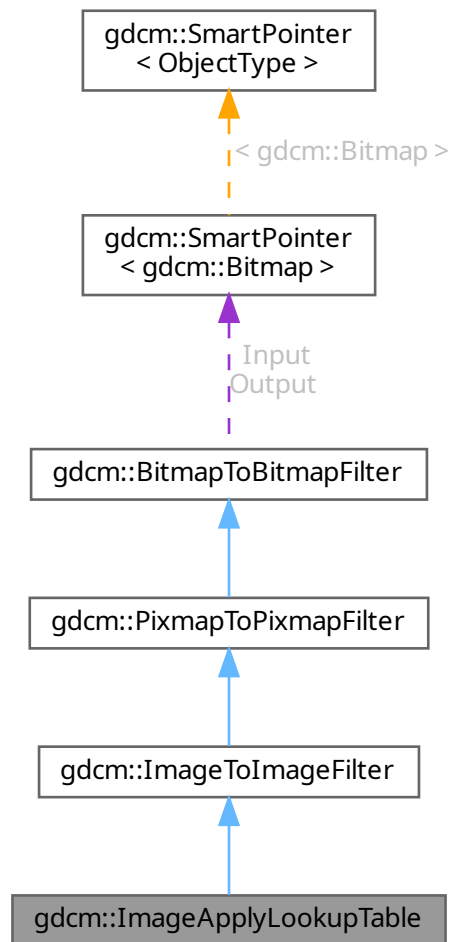 gdcm::SmartPointer
< ObjectType >
< gdcm::Bitmap >
gdcm::SmartPointer
< gdcm::Bitmap >
Input
Output
gdcm::BitmapToBitmapFilter
gdcm::PixmapToPixmapFilter
gdcm::ImageToImageFilter
gdcm::ImageApplyLookupTable